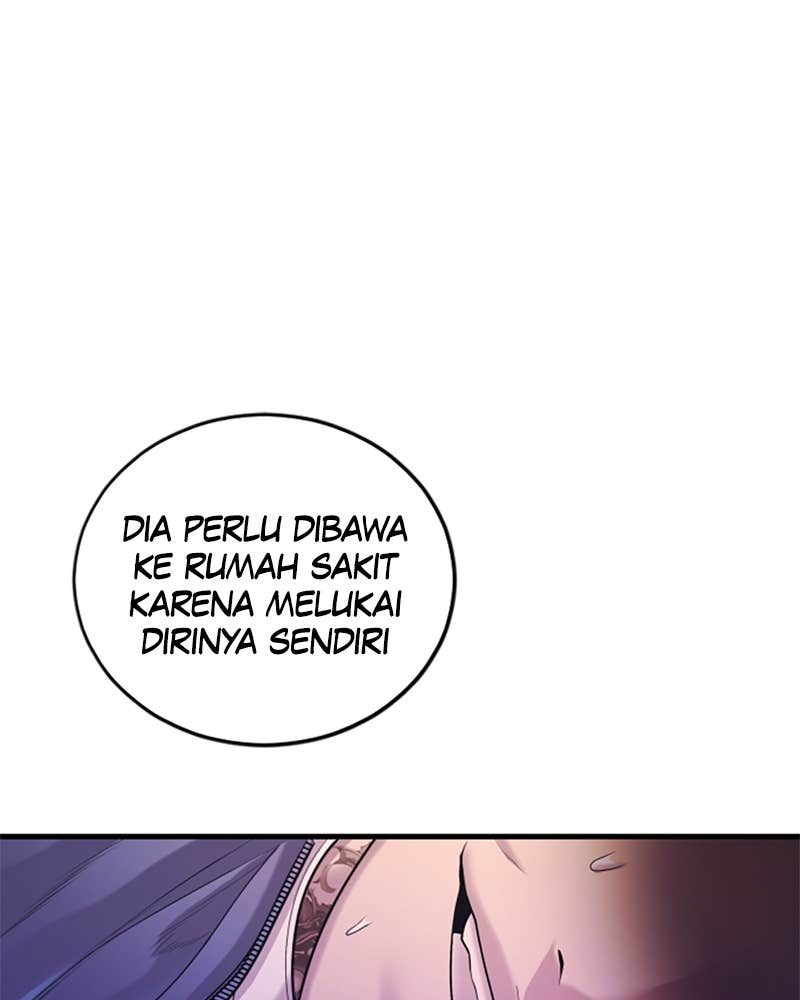 DIA PERLU DIBAWA
KE RUMAH SAKIT
KARENA MELUKAI
DIRINYA SENDIRI